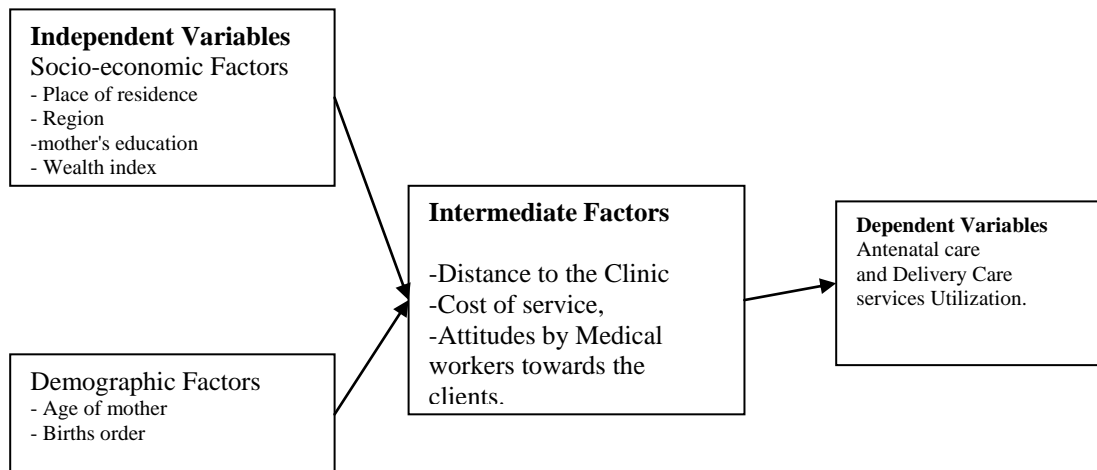 Independent Variables
Socio-economic Factors
- Place of residence
- Region
-mother's education
- Wealth index
Demographic Factors
- Age of mother
- Births order
Intermediate Factors
-Distance to the Clinic
-Cost of service,
-Attitudes by Medical
workers towards the
clients.
Dependent Variables
Antenatal care
and Delivery Care
services Utilization.